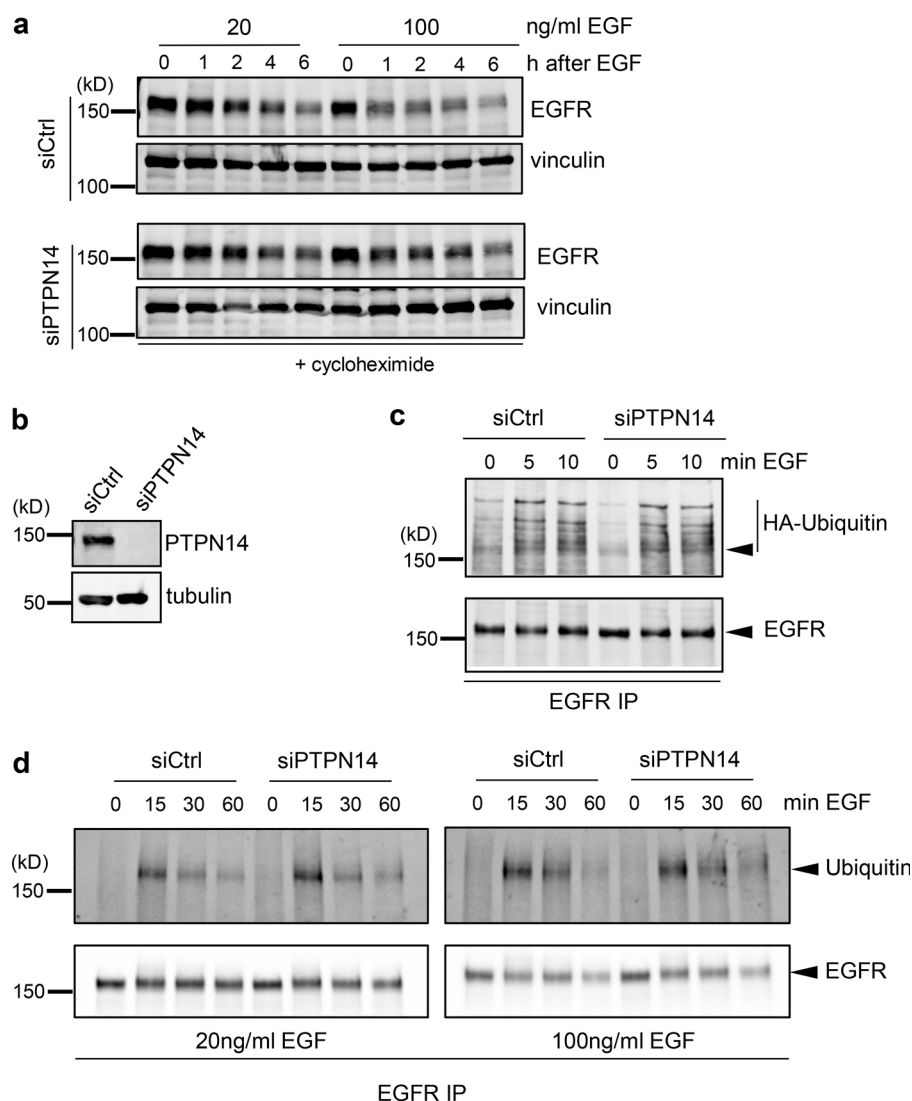 a
20 100 ng/ml EGF
0 1 2 4 6 0 1 2 4 6 h after EGF
(kD)
siCtrl
150 EGFR
vinculin
100
siPTPN14
150 EGFR
vinculin
100
+ cycloheximide
b
siCtrl siPTPN14
(kD)
150 PTPN14
50 tubulin
c
siCtrl siPTPN14
0 5 10 0 5 10 min EGF
(kD) HA-Ubiquitin
150
150 EGFR
EGFR IP
d
siCtrl siPTPN14 siCtrl siPTPN14
0 15 30 60 0 15 30 60 0 15 30 60 0 15 30 60 min EGF
(kD) Ubiquitin
150
150 EGFR
20ng/ml EGF 100ng/ml EGF
EGFR IP